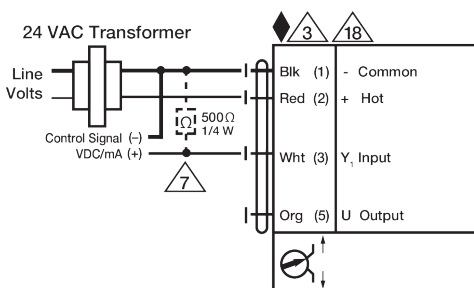 3 18
24 VAC Transformer
Line
Volts
Blk (1) - Common
Red (2) + Hot
Ω 500Ω
1/4 W
Control Signal (–)
VDC/mA (+)
Wht (3) Y₁ Input
7
Org (5) U Output